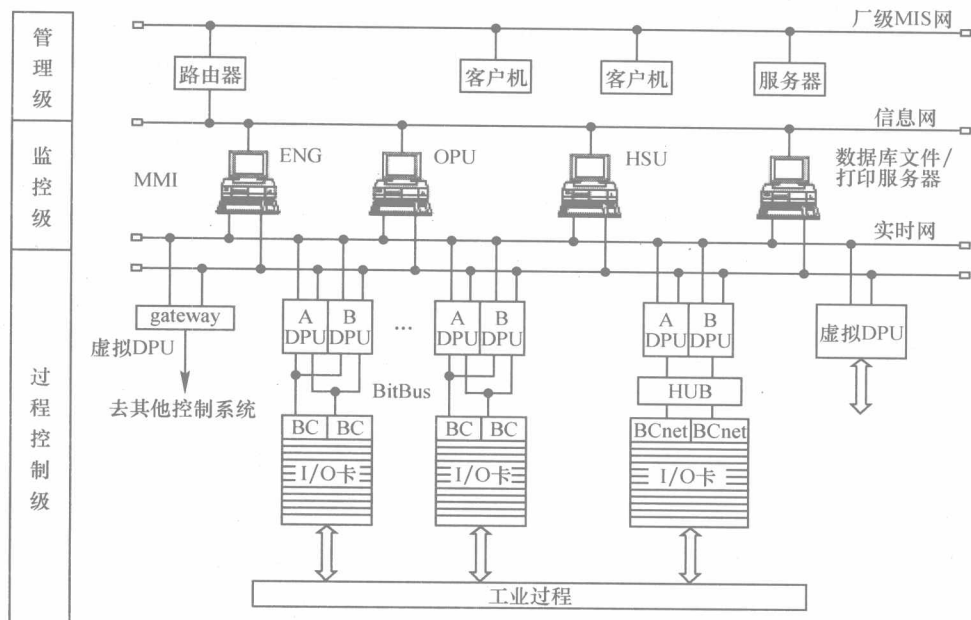 管理级
厂级MIS网
路由器
客户机
客户机
服务器
信息网
监控级
MMI
ENG
OPU
HSU
数据库文件/
打印服务器
实时网
过程控制级
gateway
虚拟DPU
去其他控制系统
A
DPU
B
DPU
...
A
DPU
B
DPU
A
DPU
B
DPU
虚拟DPU
BitBus
HUB
BC
BC
BC
BC
BCnet
BCnet
I/O卡
I/O卡
I/O卡
工业过程